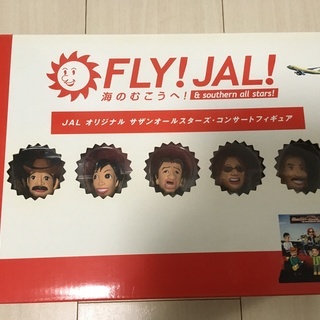 FLY! JAL!
海のむこうへ! & southern all stars!
JAL オリジナル サザンオールスターズ・コンサートフィギュア